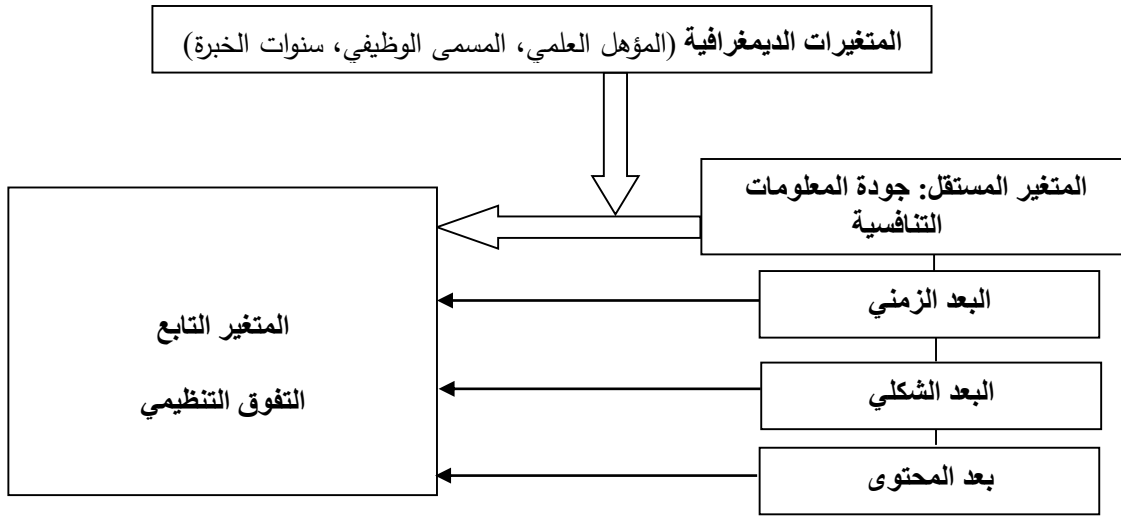 المتغيرات الديمغرافية (المؤهل العلمي، المسمى الوظيفي، سنوات الخبرة)
المتغير المستقل: جودة المعلومات
التنافسية
البعد الزمني
المتغير التابع
البعد الشكلي
التفوق التنظيمي
بعد المحتوى